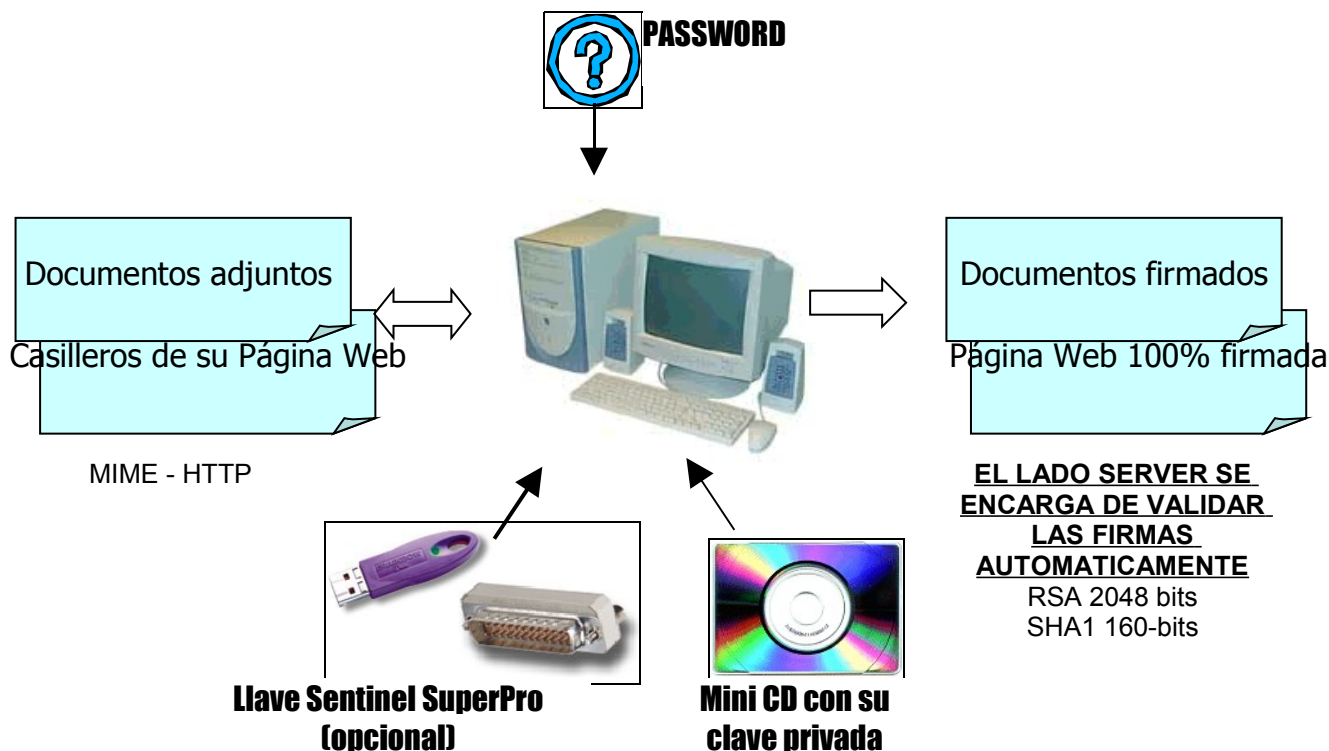 PASSWORD
Documentos adjuntos
Casilleros de su Página Web
MIME - HTTP
Documentos firmados
Página Web 100% firmada
EL LADO SERVER SE
ENCARGA DE VALIDAR
LAS FIRMAS
AUTOMATICAMENTE
RSA 2048 bits
SHA1 160-bits
Llave Sentinel SuperPro
(opcional)
Mini CD con su
clave privada